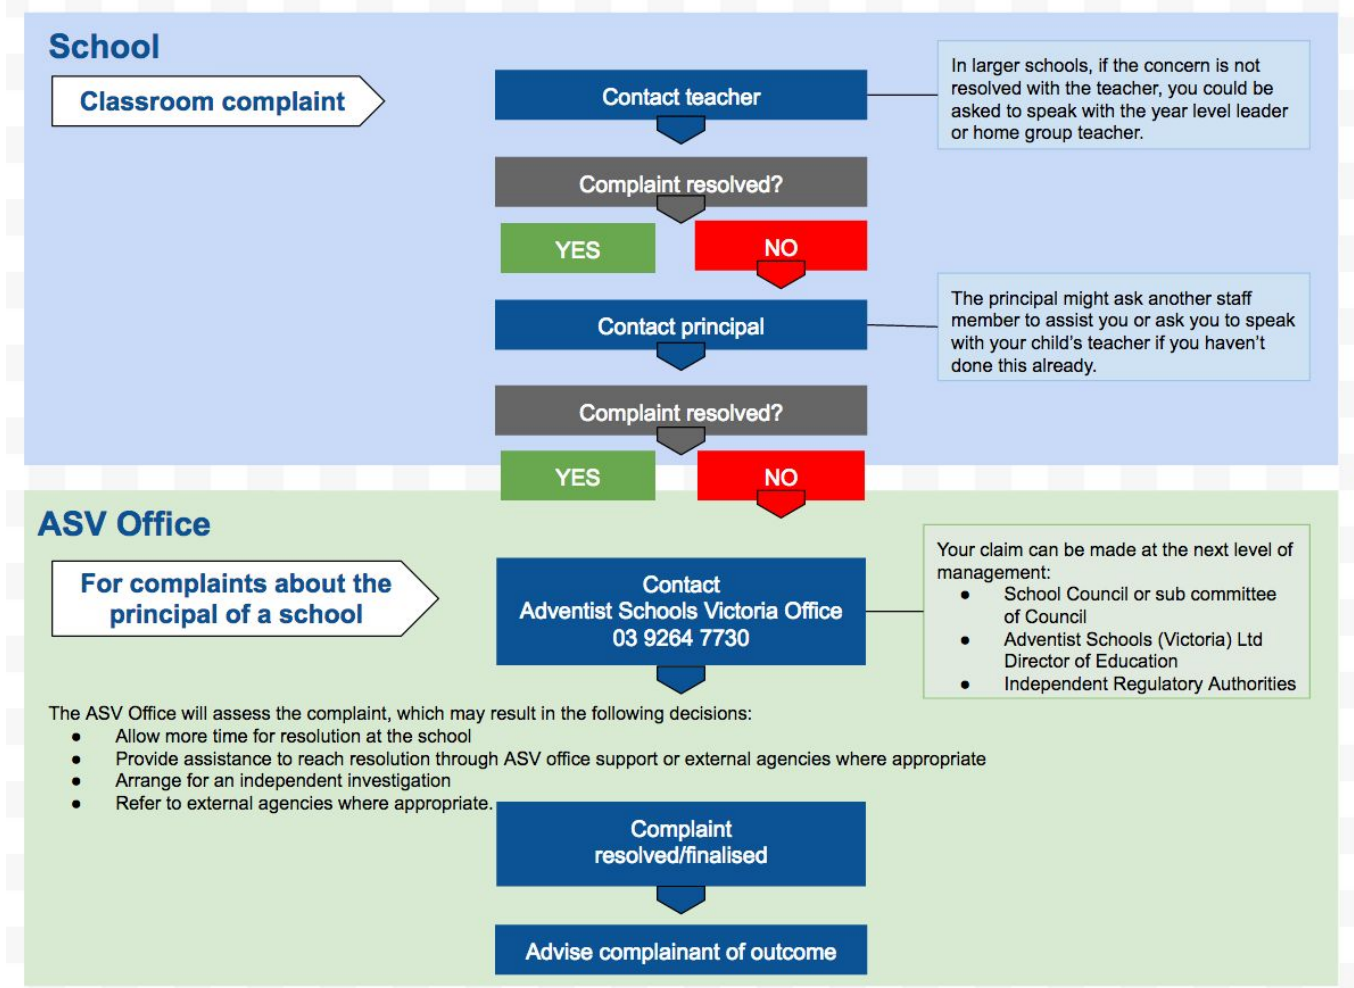 School
Classroom complaint
Contact teacher
In larger schools, if the concern is not
resolved with the teacher, you could be
asked to speak with the year level leader
or home group teacher.
Complaint resolved?
YES
NO
Contact principal
The principal might ask another staff
member to assist you or ask you to speak
with your child's teacher if you haven't
done this already.
Complaint resolved?
YES
NO
ASV Office
For complaints about the
principal of a school
Contact
Adventist Schools Victoria Office
03 9264 7730
Your claim can be made at the next level of
management:
● School Council or sub committee
of Council
● Adventist Schools (Victoria) Ltd
Director of Education
● Independent Regulatory Authorities
The ASV Office will assess the complaint, which may result in the following decisions:
● Allow more time for resolution at the school
● Provide assistance to reach resolution through ASV office support or external agencies where appropriate
● Arrange for an independent investigation
● Refer to external agencies where appropriate.
Complaint
resolved/finalised
Advise complainant of outcome